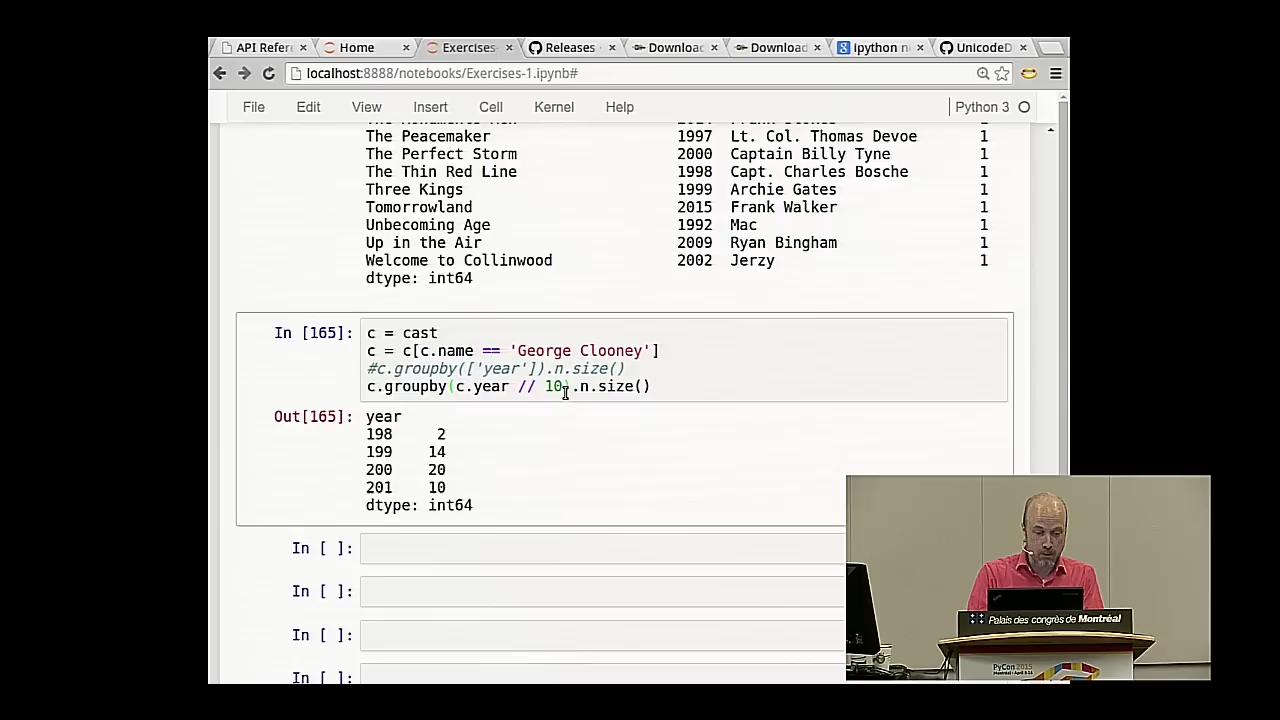 API Refer
Home
Exercises-
Releases
Downloac
Download
ipython n
UnicodeD
localhost:8888/notebooks/Exercises-1.ipynb#
File Edit View Insert Cell Kernel Help Python 3
The Peacemaker 1997 Lt. Col. Thomas Devoe 1
The Perfect Storm 2000 Captain Billy Tyne 1
The Thin Red Line 1998 Capt. Charles Bosche 1
Three Kings 1999 Archie Gates 1
Tomorrowland 2015 Frank Walker 1
Unbecoming Age 1992 Mac 1
Up in the Air 2009 Ryan Bingham 1
Welcome to Collinwood 2002 Jerzy 1
dtype: int64
In [165]: c = cast
c = c[c.name == 'George Clooney']
#c.groupby(['year']).n.size()
c.groupby(c.year // 10).n.size()
Out[165]: year
198 2
199 14
200 20
201 10
dtype: int64
In [ ]:
In [ ]:
In [ ]:
In [ ]:
Palais des congrès de Montréal
PyCon 2015